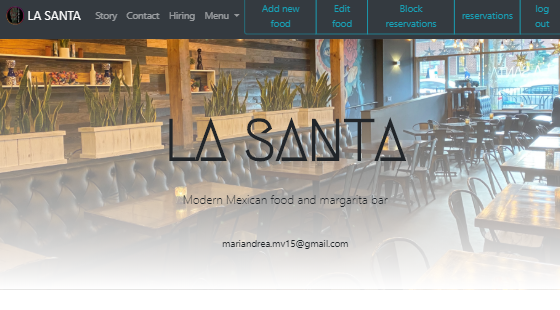 LA SANTA Story Contact Hiring Menu Add new food Edit food Block reservations reservations log out
LA SANTA
Modern Mexican food and margarita bar
mariandrea.mv15@gmail.com